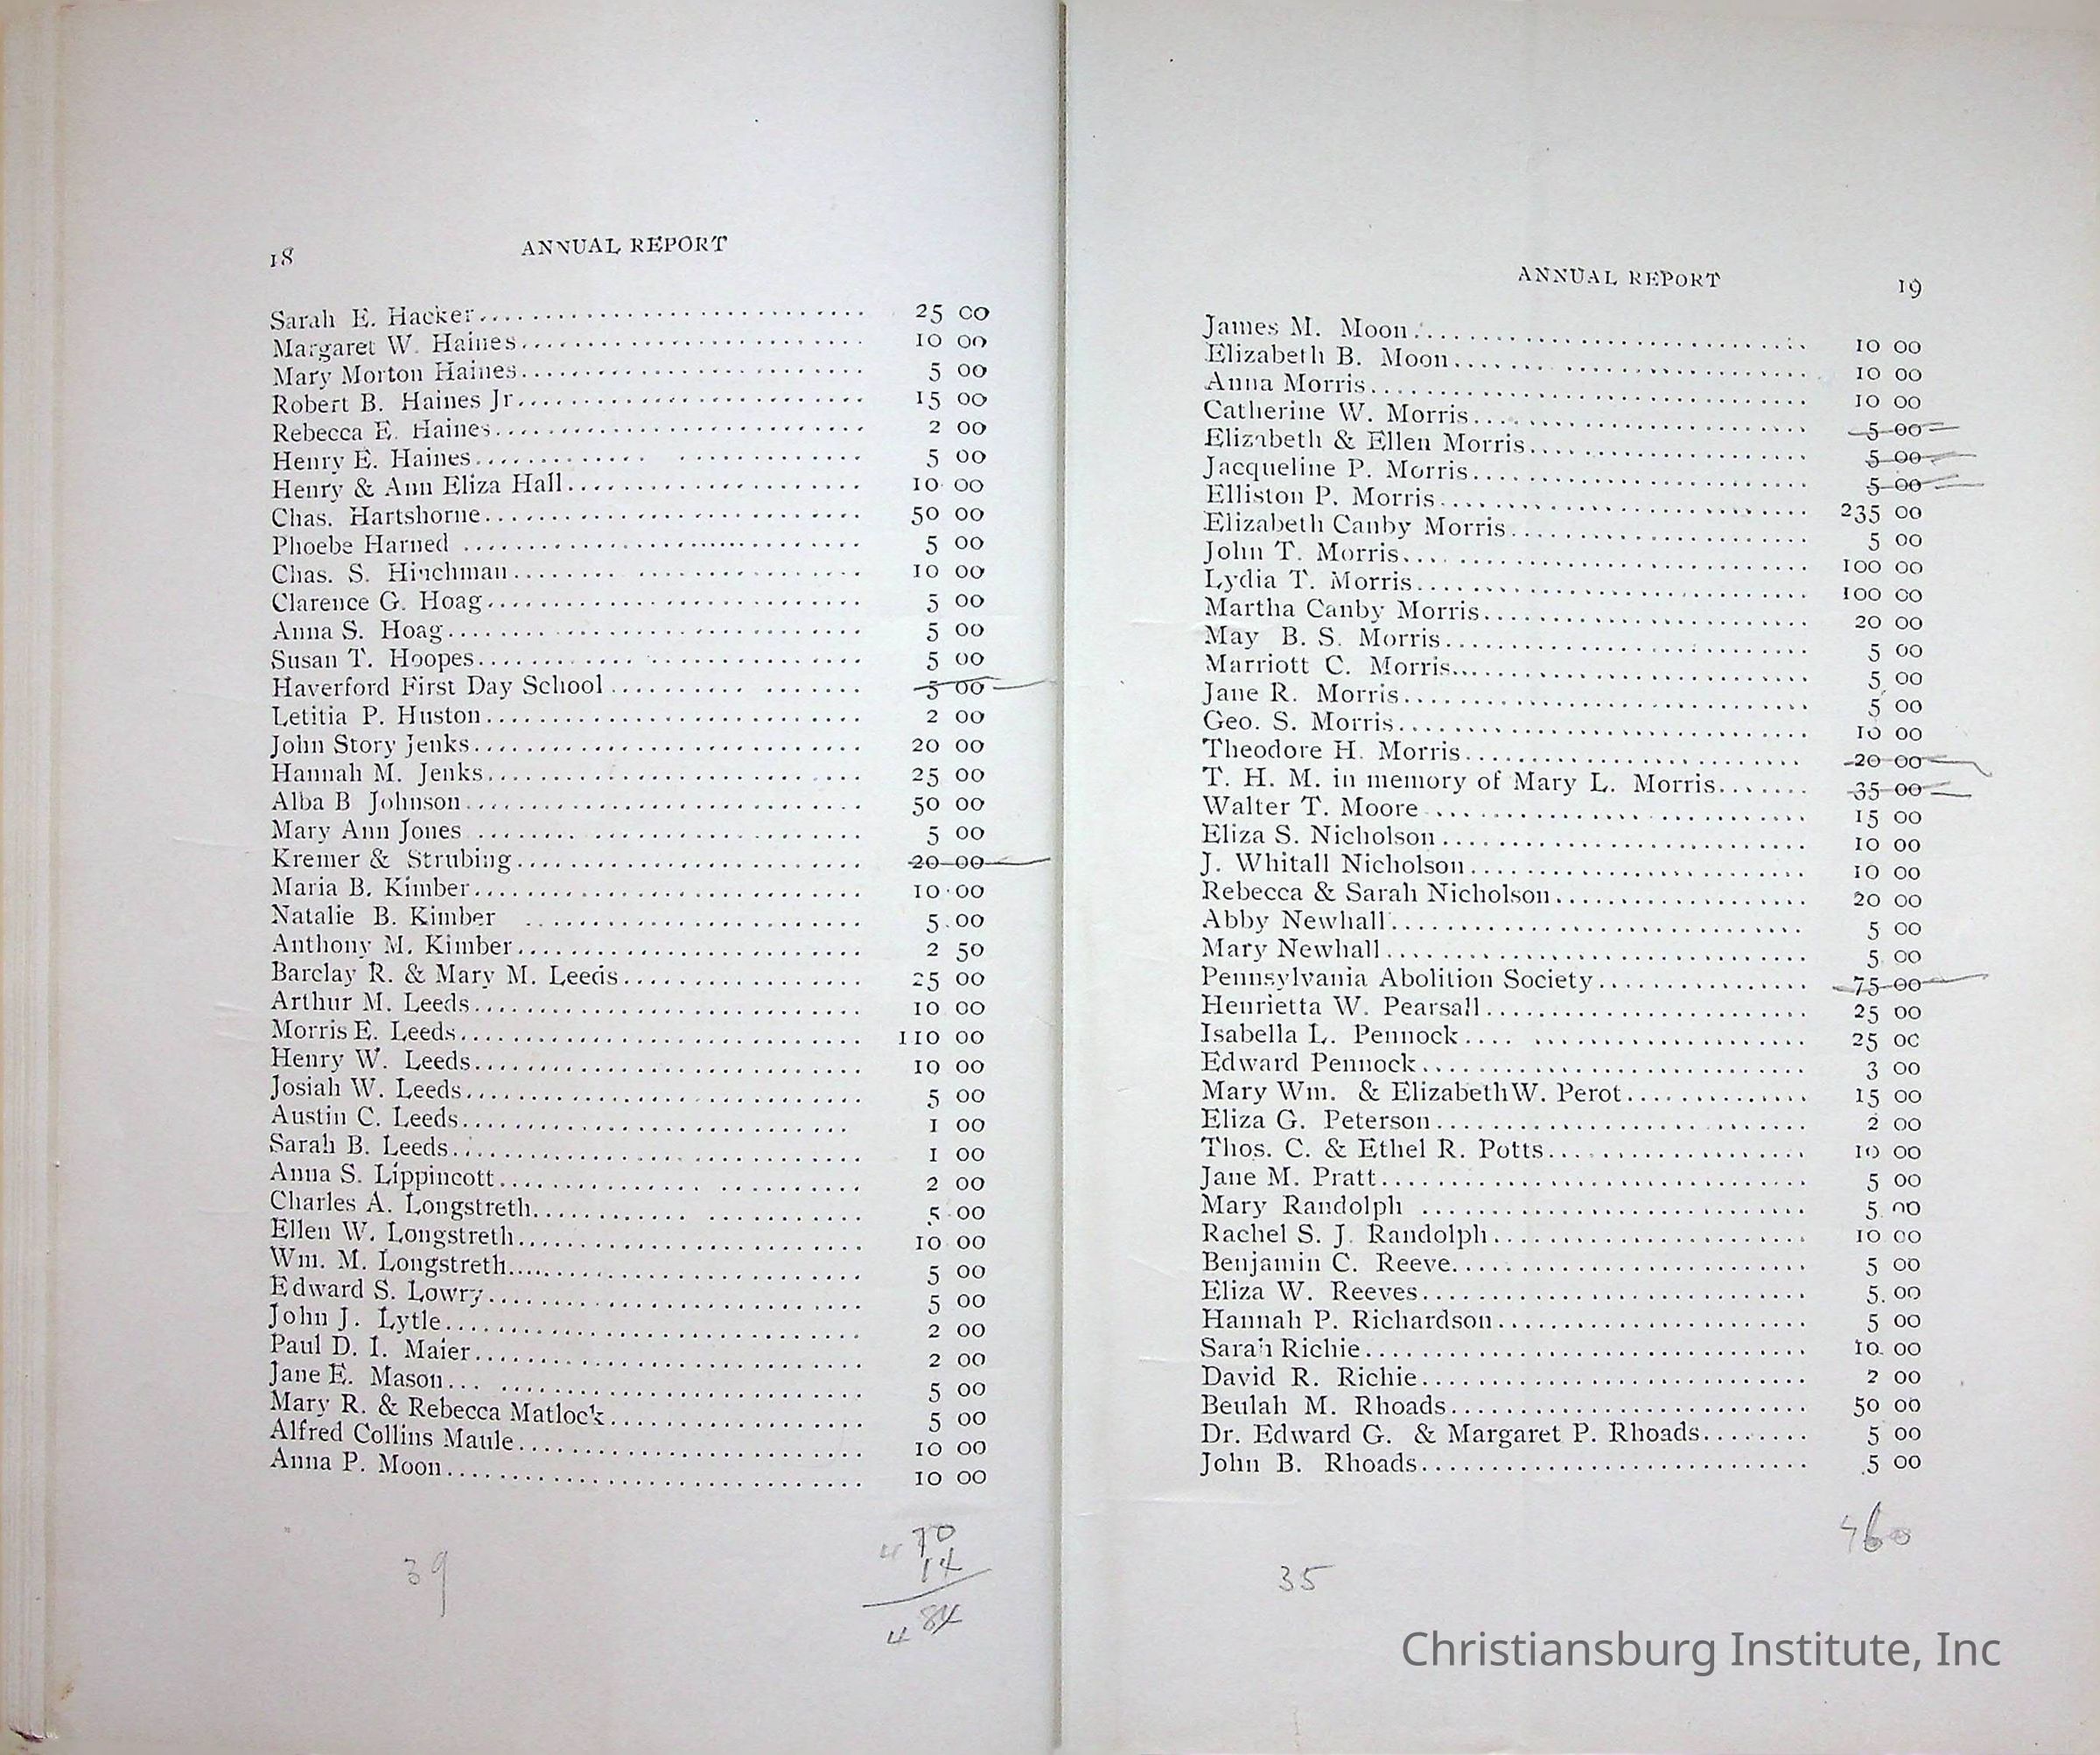 18 ANNUAL REPORT
Sarah E. Hacker 25 00
Margaret W. Haines 10 00
Mary Morton Haines 5 00
Robert B. Haines Jr. 15 00
Rebecca E. Haines 2 00
Henry E. Haines 5 00
Henry & Ann Eliza Hall 10 00
Chas. Hartshorne 50 00
Phoebe Harned 5 00
Chas. S. Hinchman 10 00
Clarence G. Hoag 5 00
Anna S. Hoag 5 00
Susan T. Hoopes 5 00
Haverford First Day School 5 00
Letitia P. Huston 2 00
John Story Jenks 20 00
Hannah M. Jenks 25 00
Alba B Johnson 50 00
Mary Ann Jones 5 00
Kremer & Strubing 20 00
Maria B. Kimber 10 00
Natalie B. Kimber 5 00
Anthony M. Kimber 2 50
Barclay R. & Mary M. Leeds 25 00
Arthur M. Leeds 10 00
Morris E. Leeds 110 00
Henry W. Leeds 10 00
Josiah W. Leeds 5 00
Austin C. Leeds 1 00
Sarah B. Leeds 1 00
Anna S. Lippincott 2 00
Charles A. Longstreth 5 00
Ellen W. Longstreth 10 00
Wm. M. Longstreth 5 00
Edward S. Lowry 5 00
John J. Lytle 2 00
Paul D. I. Maier 2 00
Jane E. Mason 5 00
Mary R. & Rebecca Matlock 5 00
Alfred Collins Maule 10 00
Anna P. Moon 10 00
470
14
39
484
ANNUAL REPORT 19
James M. Moon 10 00
Elizabeth B. Moon 10 00
Anna Morris 10 00
Catherine W. Morris 5 00
Elizabeth & Ellen Morris 5 00
Jacqueline P. Morris 5 00
Elliston P. Morris 235 00
Elizabeth Canby Morris 5 00
John T. Morris 100 00
Lydia T. Morris 100 00
Martha Canby Morris 20 00
May B. S. Morris 5 00
Marriott C. Morris 5 00
Jane R. Morris 5 00
Geo. S. Morris 10 00
Theodore H. Morris 20 00
T. H. M. in memory of Mary L. Morris 35 00
Walter T. Moore 15 00
Eliza S. Nicholson 10 00
J. Whitall Nicholson 10 00
Rebecca & Sarah Nicholson 20 00
Abby Newhall 5 00
Mary Newhall 5 00
Pennsylvania Abolition Society 75 00
Henrietta W. Pearsall 25 00
Isabella L. Pennock 25 00
Edward Pennock 3 00
Mary Wm. & Elizabeth W. Perot 15 00
Eliza G. Peterson 2 00
Thos. C. & Ethel R. Potts 10 00
Jane M. Pratt 5 00
Mary Randolph 5 00
Rachel S. J. Randolph 10 00
Benjamin C. Reeve 5 00
Eliza W. Reeves 5 00
Hannah P. Richardson 5 00
Sarah Richie 10 00
David R. Richie 2 00
Beulah M. Rhoads 50 00
Dr. Edward G. & Margaret P. Rhoads 5 00
John B. Rhoads 5 00
35
Christiansburg Institute, Inc